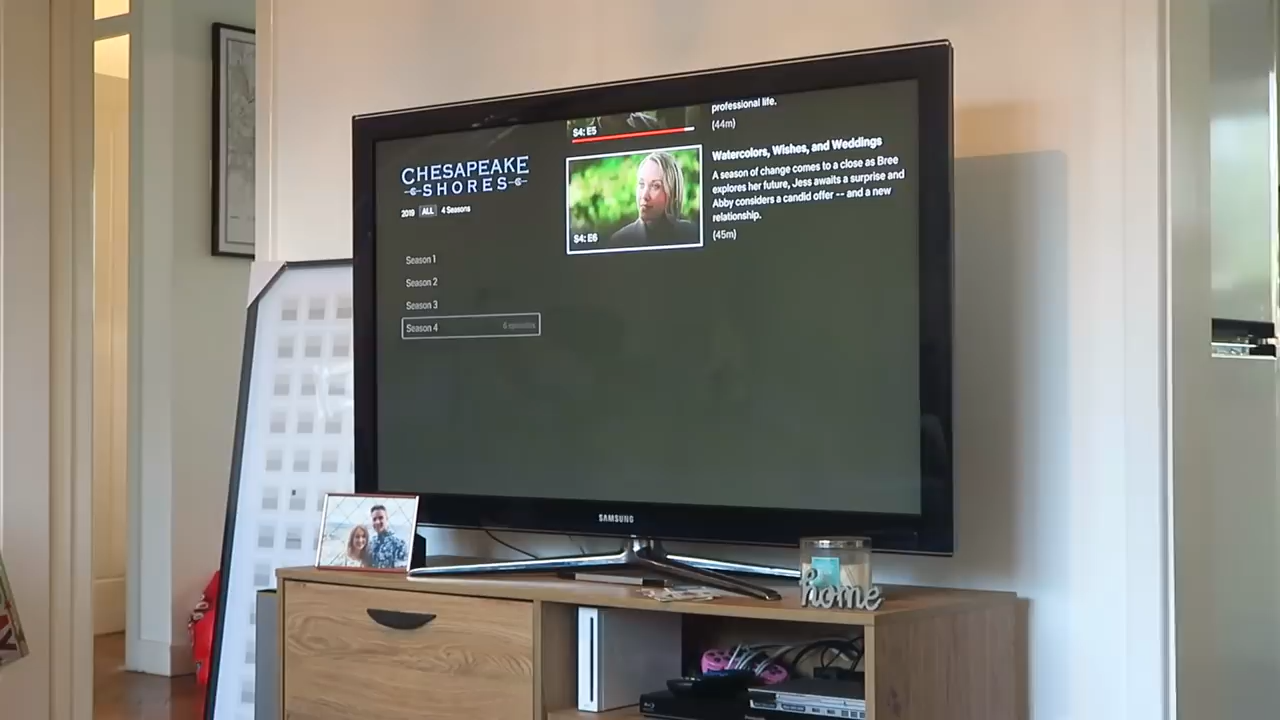 professional life.
(44m)
S4: E5
CHESAPEAKE
SHORES
2019 ALL 4 Seasons
Watercolors, Wishes, and Weddings
A season of change comes to a close as Bree
explores her future, Jess awaits a surprise and
Abby considers a candid offer -- and a new
relationship.
(45m)
S4: E6
Season 1
Season 2
Season 3
Season 4 6 episodes
SAMSUNG
home